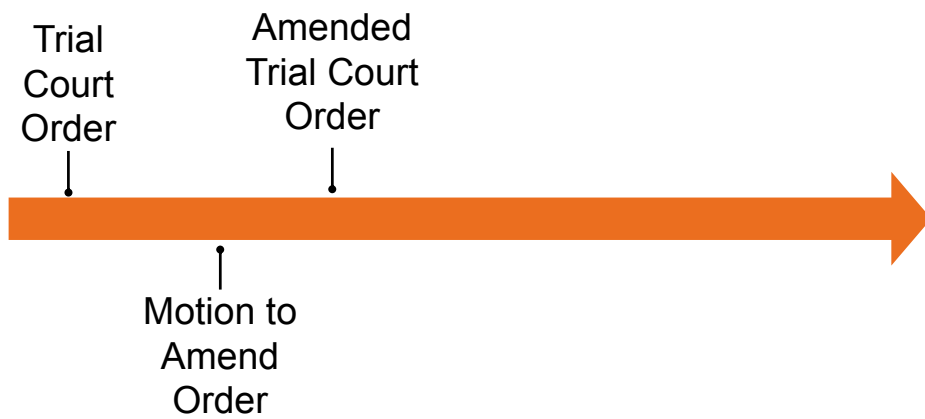 Trial
Court
Order
Amended
Trial Court
Order
Motion to
Amend
Order